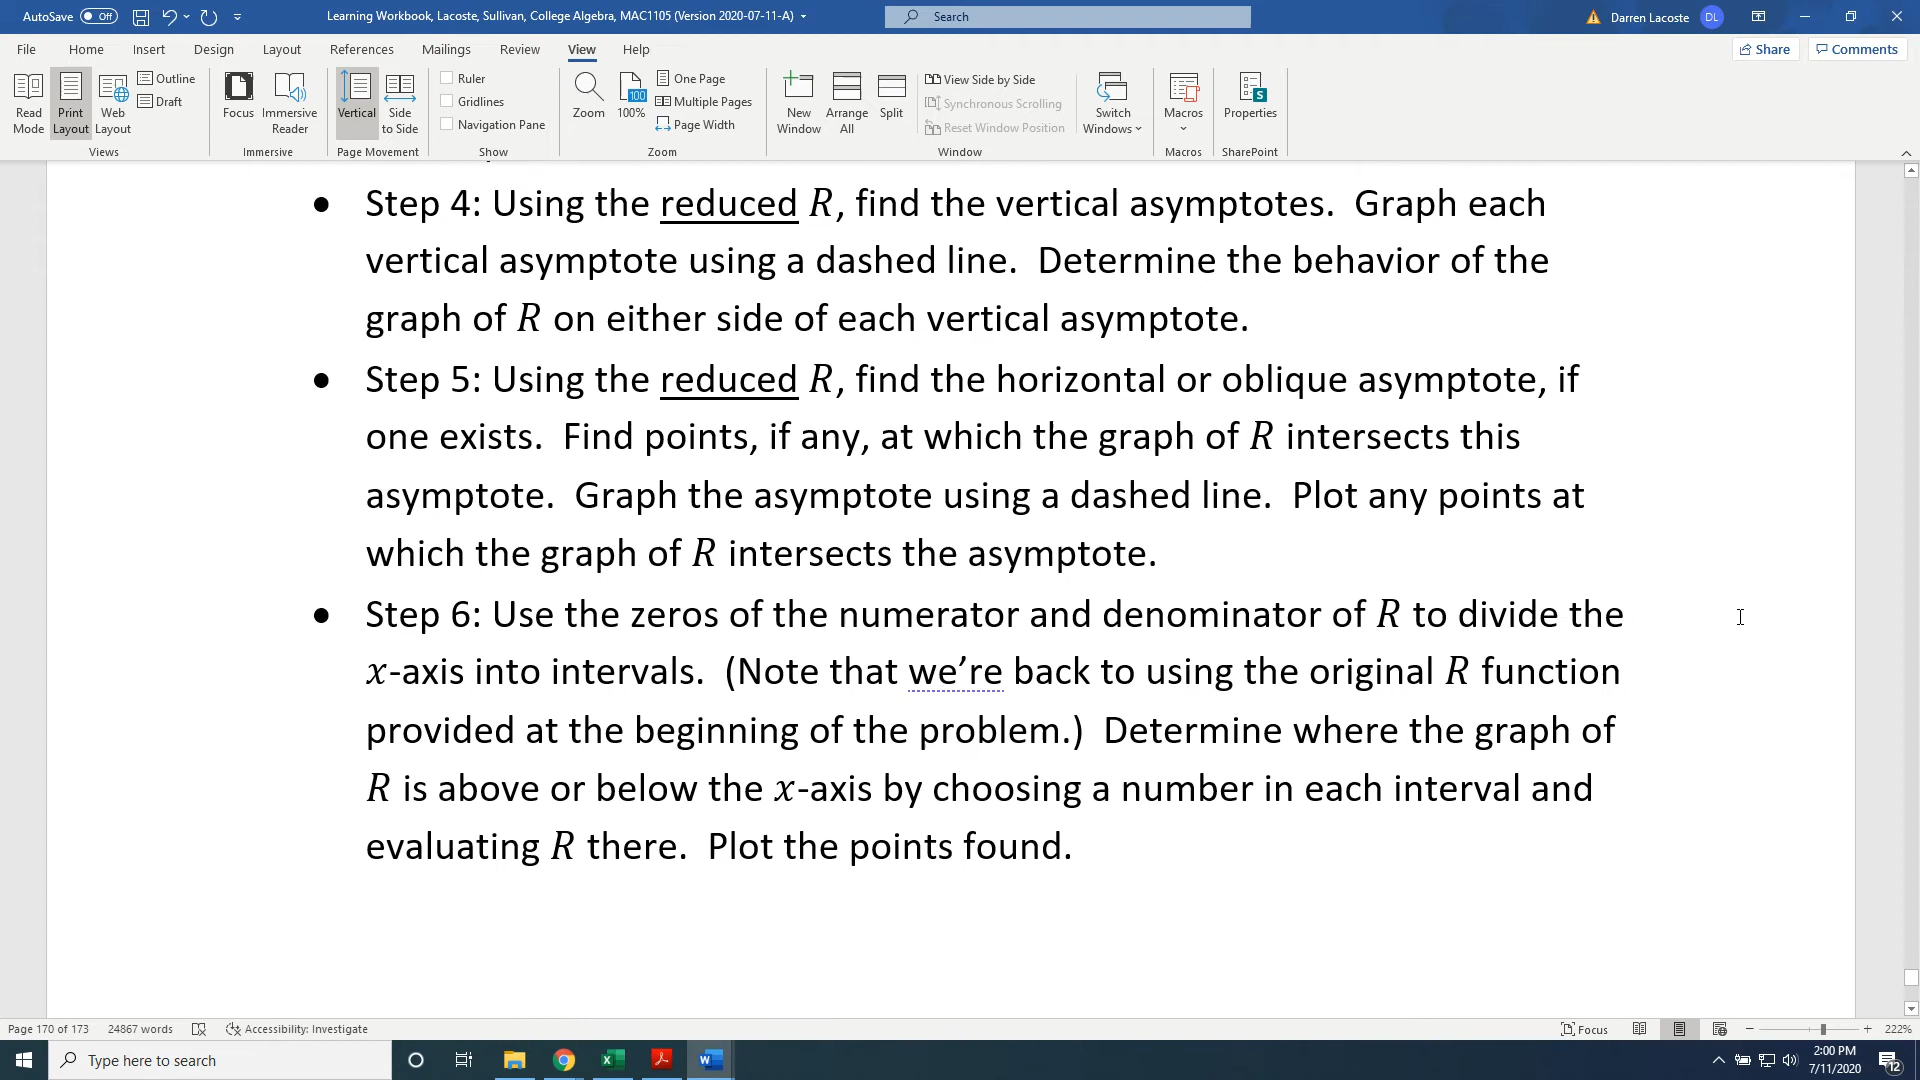 AutoSave Off Learning Workbook, Lacoste, Sullivan, College Algebra, MAC1105 (Version 2020-07-11-A) Search Darren Lacoste DL
File Home Insert Design Layout References Mailings Review View Help Share Comments
Read Mode Print Layout Web Layout Outline Draft Focus Immersive Reader Vertical Side to Side Ruler Gridlines Navigation Pane Zoom 100 100% One Page Multiple Pages Page Width New Window Arrange All Split View Side by Side Synchronous Scrolling Reset Window Position Switch Windows Macros Properties
Views Immersive Page Movement Show Zoom Window Macros SharePoint
• Step 4: Using the reduced R, find the vertical asymptotes. Graph each
vertical asymptote using a dashed line. Determine the behavior of the
graph of R on either side of each vertical asymptote.
• Step 5: Using the reduced R, find the horizontal or oblique asymptote, if
one exists. Find points, if any, at which the graph of R intersects this
asymptote. Graph the asymptote using a dashed line. Plot any points at
which the graph of R intersects the asymptote.
• Step 6: Use the zeros of the numerator and denominator of R to divide the
x-axis into intervals. (Note that we’re back to using the original R function
provided at the beginning of the problem.) Determine where the graph of
R is above or below the x-axis by choosing a number in each interval and
evaluating R there. Plot the points found.
Page 170 of 173 24867 words Accessibility: Investigate Focus 222%
Type here to search 2:00 PM
7/11/2020 12